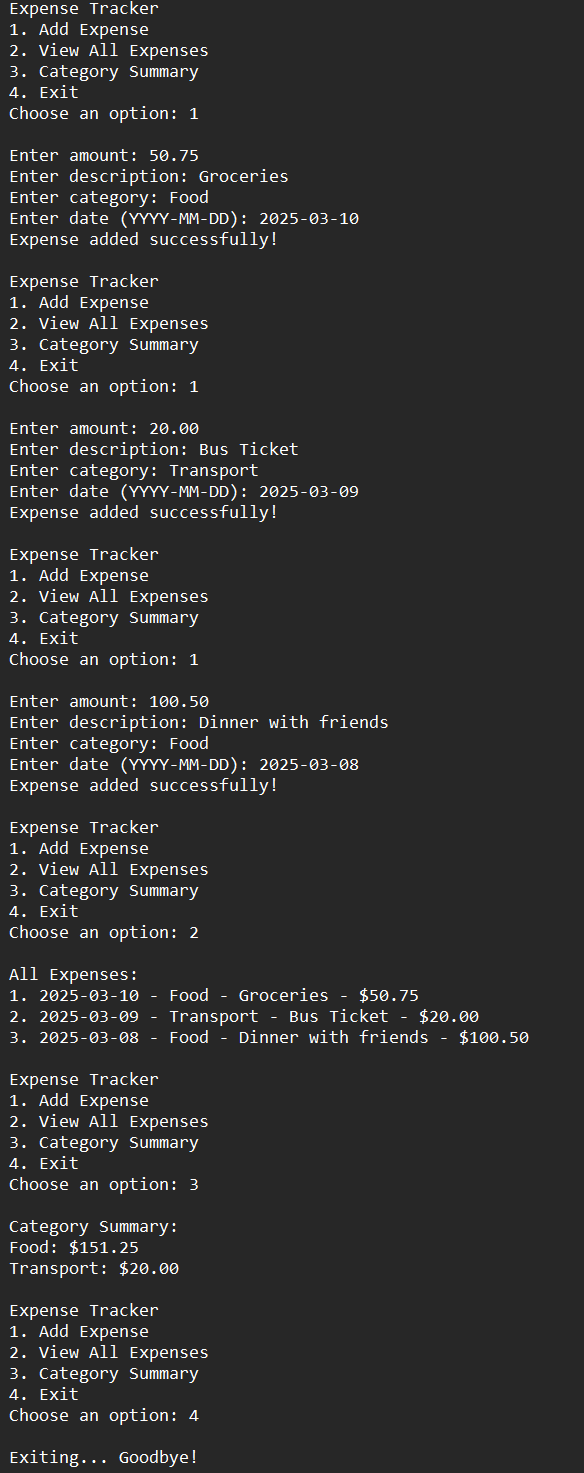 Expense Tracker
1. Add Expense
2. View All Expenses
3. Category Summary
4. Exit
Choose an option: 1

Enter amount: 50.75
Enter description: Groceries
Enter category: Food
Enter date (YYYY-MM-DD): 2025-03-10
Expense added successfully!

Expense Tracker
1. Add Expense
2. View All Expenses
3. Category Summary
4. Exit
Choose an option: 1

Enter amount: 20.00
Enter description: Bus Ticket
Enter category: Transport
Enter date (YYYY-MM-DD): 2025-03-09
Expense added successfully!

Expense Tracker
1. Add Expense
2. View All Expenses
3. Category Summary
4. Exit
Choose an option: 1

Enter amount: 100.50
Enter description: Dinner with friends
Enter category: Food
Enter date (YYYY-MM-DD): 2025-03-08
Expense added successfully!

Expense Tracker
1. Add Expense
2. View All Expenses
3. Category Summary
4. Exit
Choose an option: 2

All Expenses:
1. 2025-03-10 - Food - Groceries - $50.75
2. 2025-03-09 - Transport - Bus Ticket - $20.00
3. 2025-03-08 - Food - Dinner with friends - $100.50

Expense Tracker
1. Add Expense
2. View All Expenses
3. Category Summary
4. Exit
Choose an option: 3

Category Summary:
Food: $151.25
Transport: $20.00

Expense Tracker
1. Add Expense
2. View All Expenses
3. Category Summary
4. Exit
Choose an option: 4

Exiting... Goodbye!